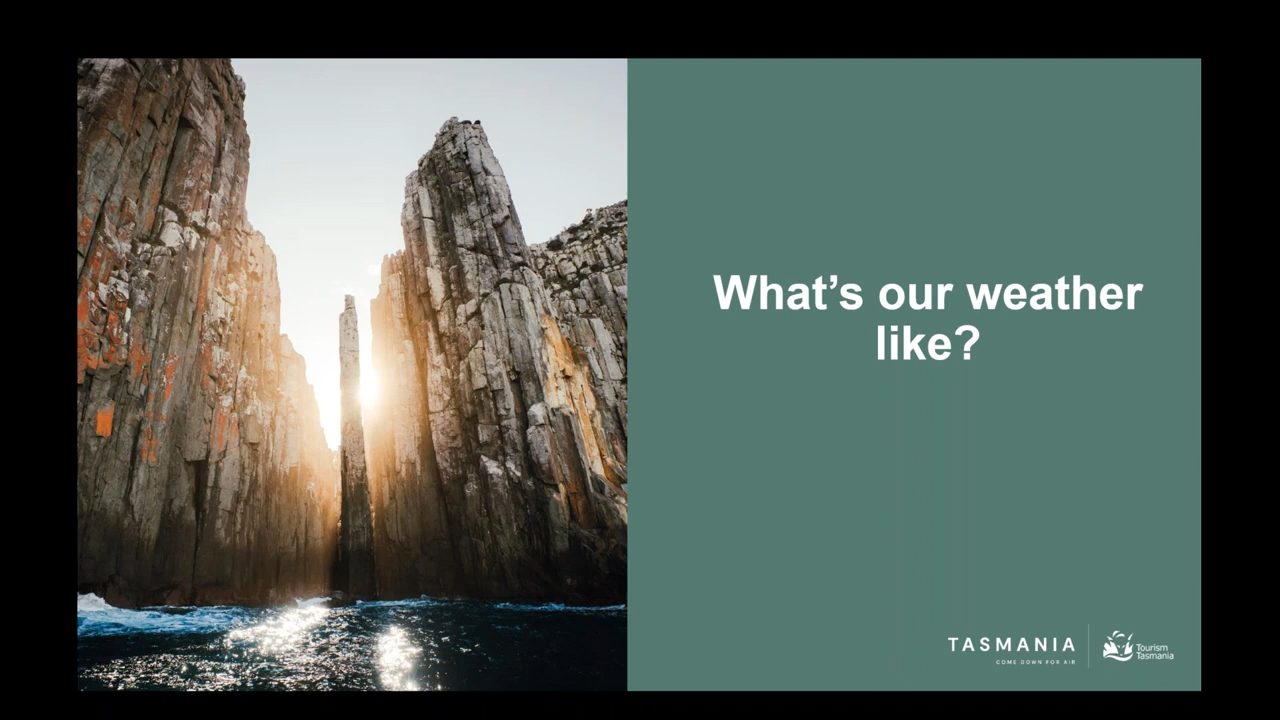 What’s our weather
like?
TASMANIA
COME DOWN FOR AIR
Tourism
Tasmania